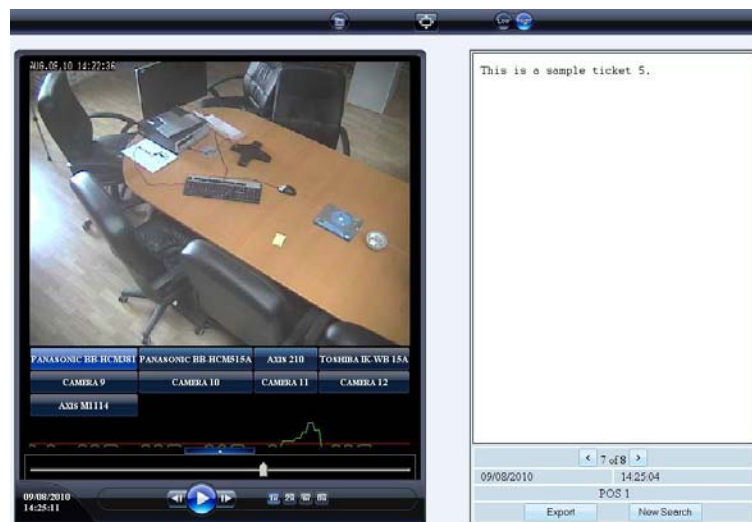 Low
AUG.09,10 14:22:36
This is a sample ticket 5.
PANASONIC BB-HCM381 PANASONIC BB-HCM515A AXIS 210 TOSHIBA IK WB 15A
CAMERA 9 CAMERA 10 CAMERA 11 CAMERA 12
AXIS M1114
< 7 of 8 >
09/08/2010 14:25:04
POS 1
Export New Search
09/08/2010
14:25:11